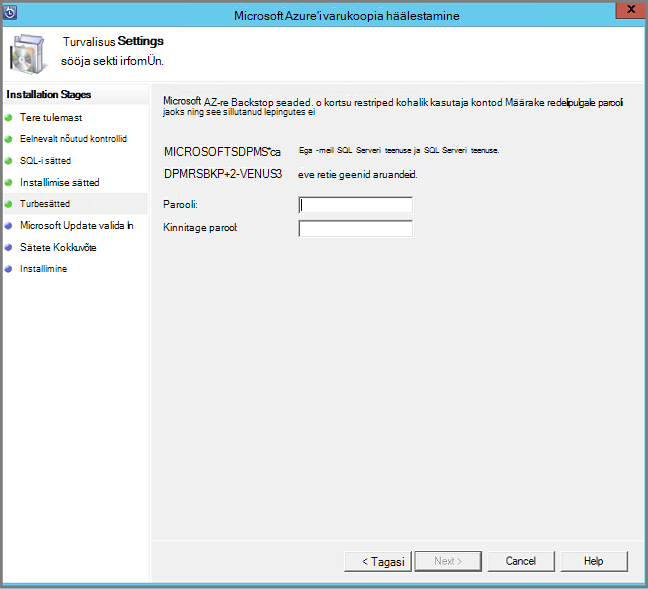 Microsoft Azure'i varukoopia häälestamine
x
Turvalisus Settings
sööja sekti irfomÜn.
Installation Stages
Tere tulemast
Eelnevalt nõutud kontrollid
SQL-i sätted
Installimise sätted
Turbesätted
Microsoft Update valida In
Sätete Kokkuvõte
Installimine
Microsoft AZ-re Backstop seaded. o kortsu restriped kohalik kasutaja kontod Määrake redelipulgale parooli
jaoks ning see sillutanud lepingutes ei
MICROSOFTSDPMS*ca Ega -meil SQL Serveri teenuse ja SQL Serveri teenuse.
DPMRSBKP+2-VENUS3 eve retie geenid aruandeid.
Parooli:
Kinnitage parool:
< Tagasi Next > Cancel Help